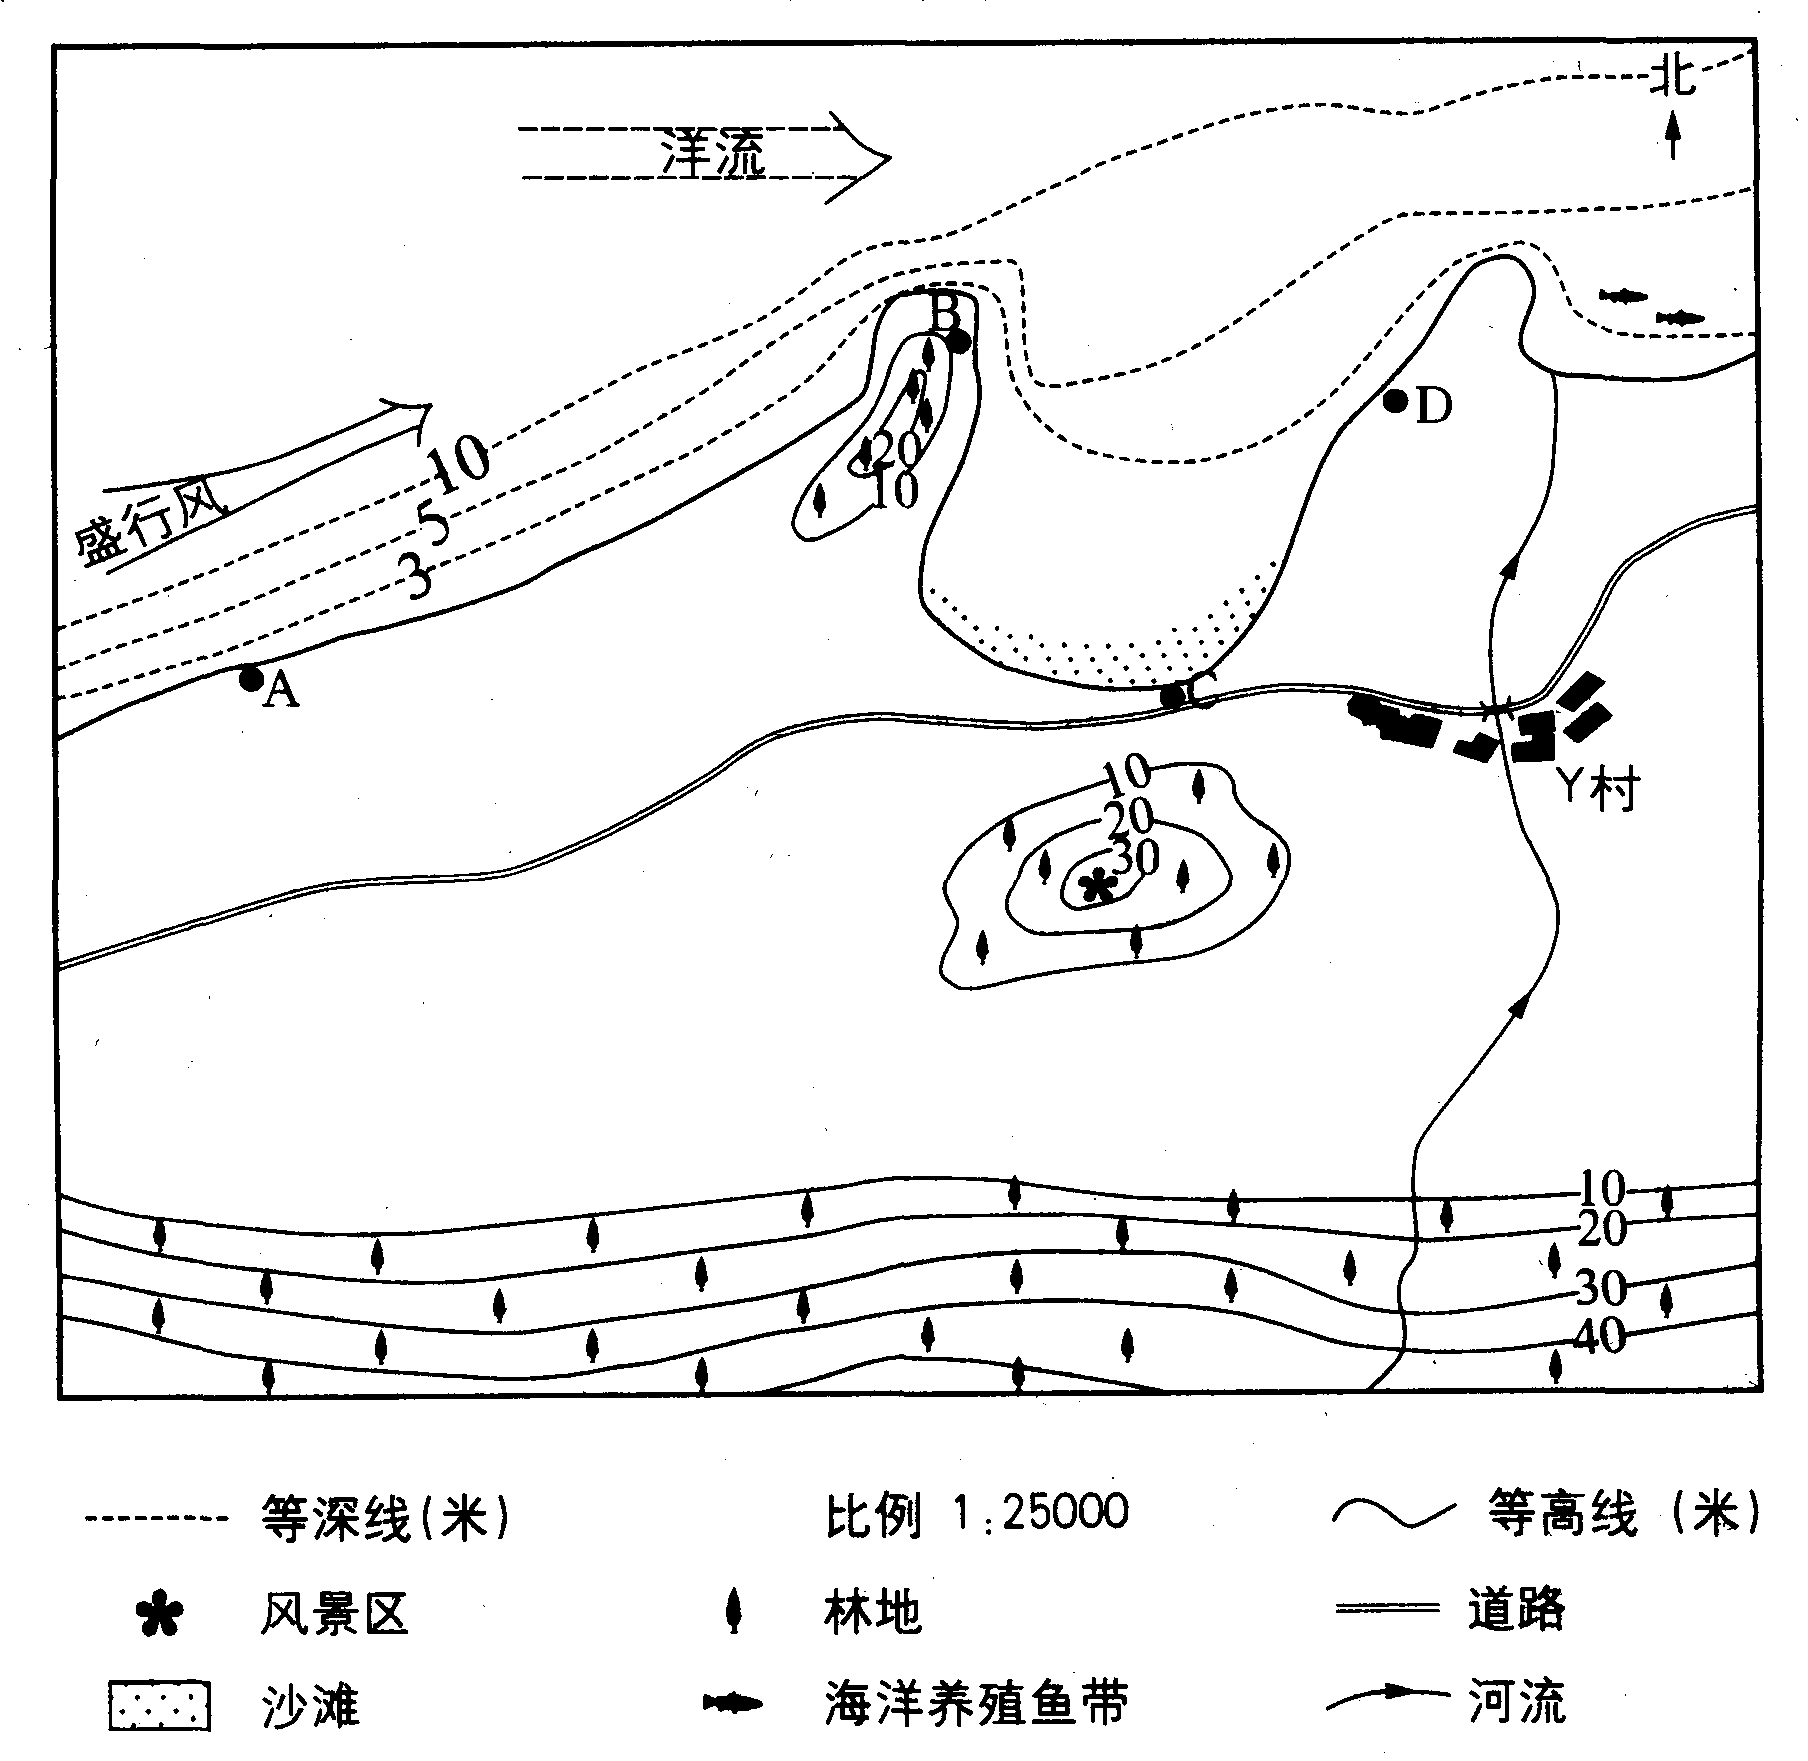 北
洋流
盛行风
10
5
3
B
20
10
D
A
C
Y村
10
20
30
10
20
30
40
等深线(米)
比例 1:25000
等高线 (米)
风景区
林地
道路
沙滩
海洋养殖鱼带
河流